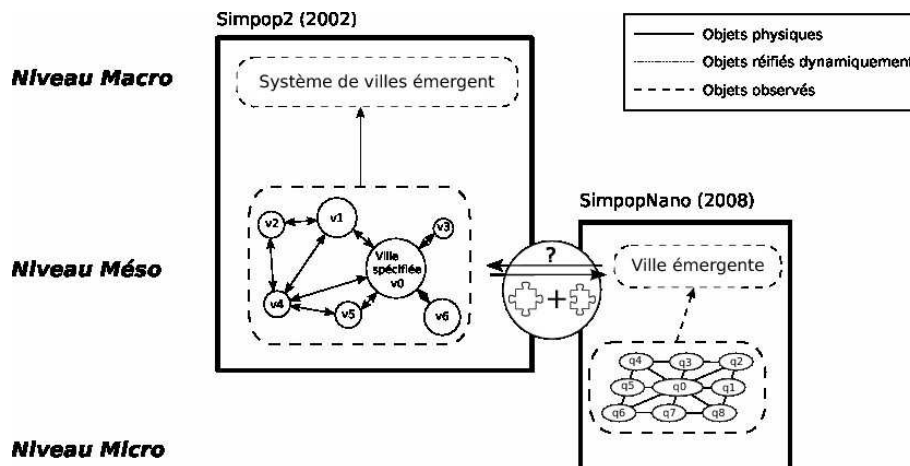 Simpop2 (2002)
Objets physiques
Objets réifiés dynamiquement
Objets observés
Niveau Macro
Système de villes émergent
SimpopNano (2008)
v2
v1
v3
Niveau Méso
Ville
spécifiée
v0
?
+
Ville émergente
v4
v5
v6
q4
q3
q2
q5
q0
q1
q6
q7
q8
Niveau Micro